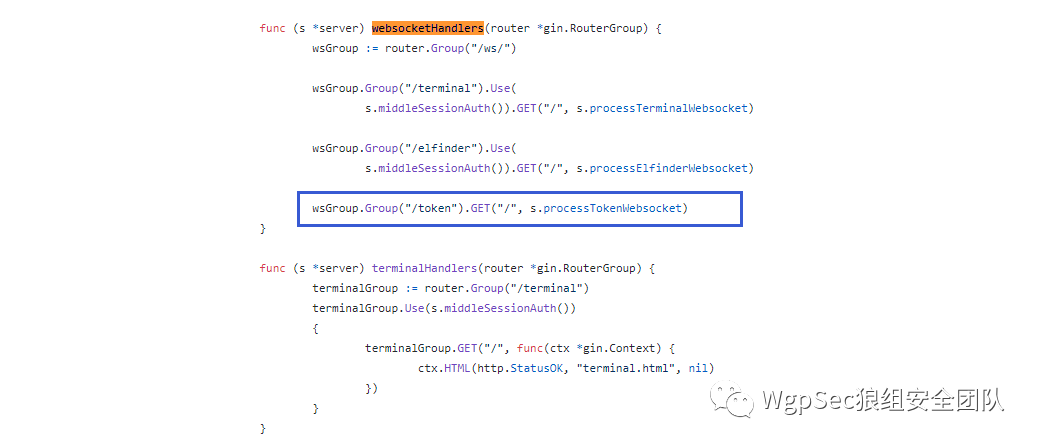 func (s *server) websocketHandlers(router *gin.RouterGroup) {
wsGroup := router.Group("/ws/")
wsGroup.Group("/terminal").Use(
s.middleSessionAuth()).GET("/", s.processTerminalWebsocket)
wsGroup.Group("/elfinder").Use(
s.middleSessionAuth()).GET("/", s.processElfinderWebsocket)
wsGroup.Group("/token").GET("/", s.processTokenWebsocket)
}
func (s *server) terminalHandlers(router *gin.RouterGroup) {
terminalGroup := router.Group("/terminal")
terminalGroup.Use(s.middleSessionAuth())
{
terminalGroup.GET("/", func(ctx *gin.Context) {
ctx.HTML(http.StatusOK, "terminal.html", nil)
})
}
}
WgpSec狼组安全团队